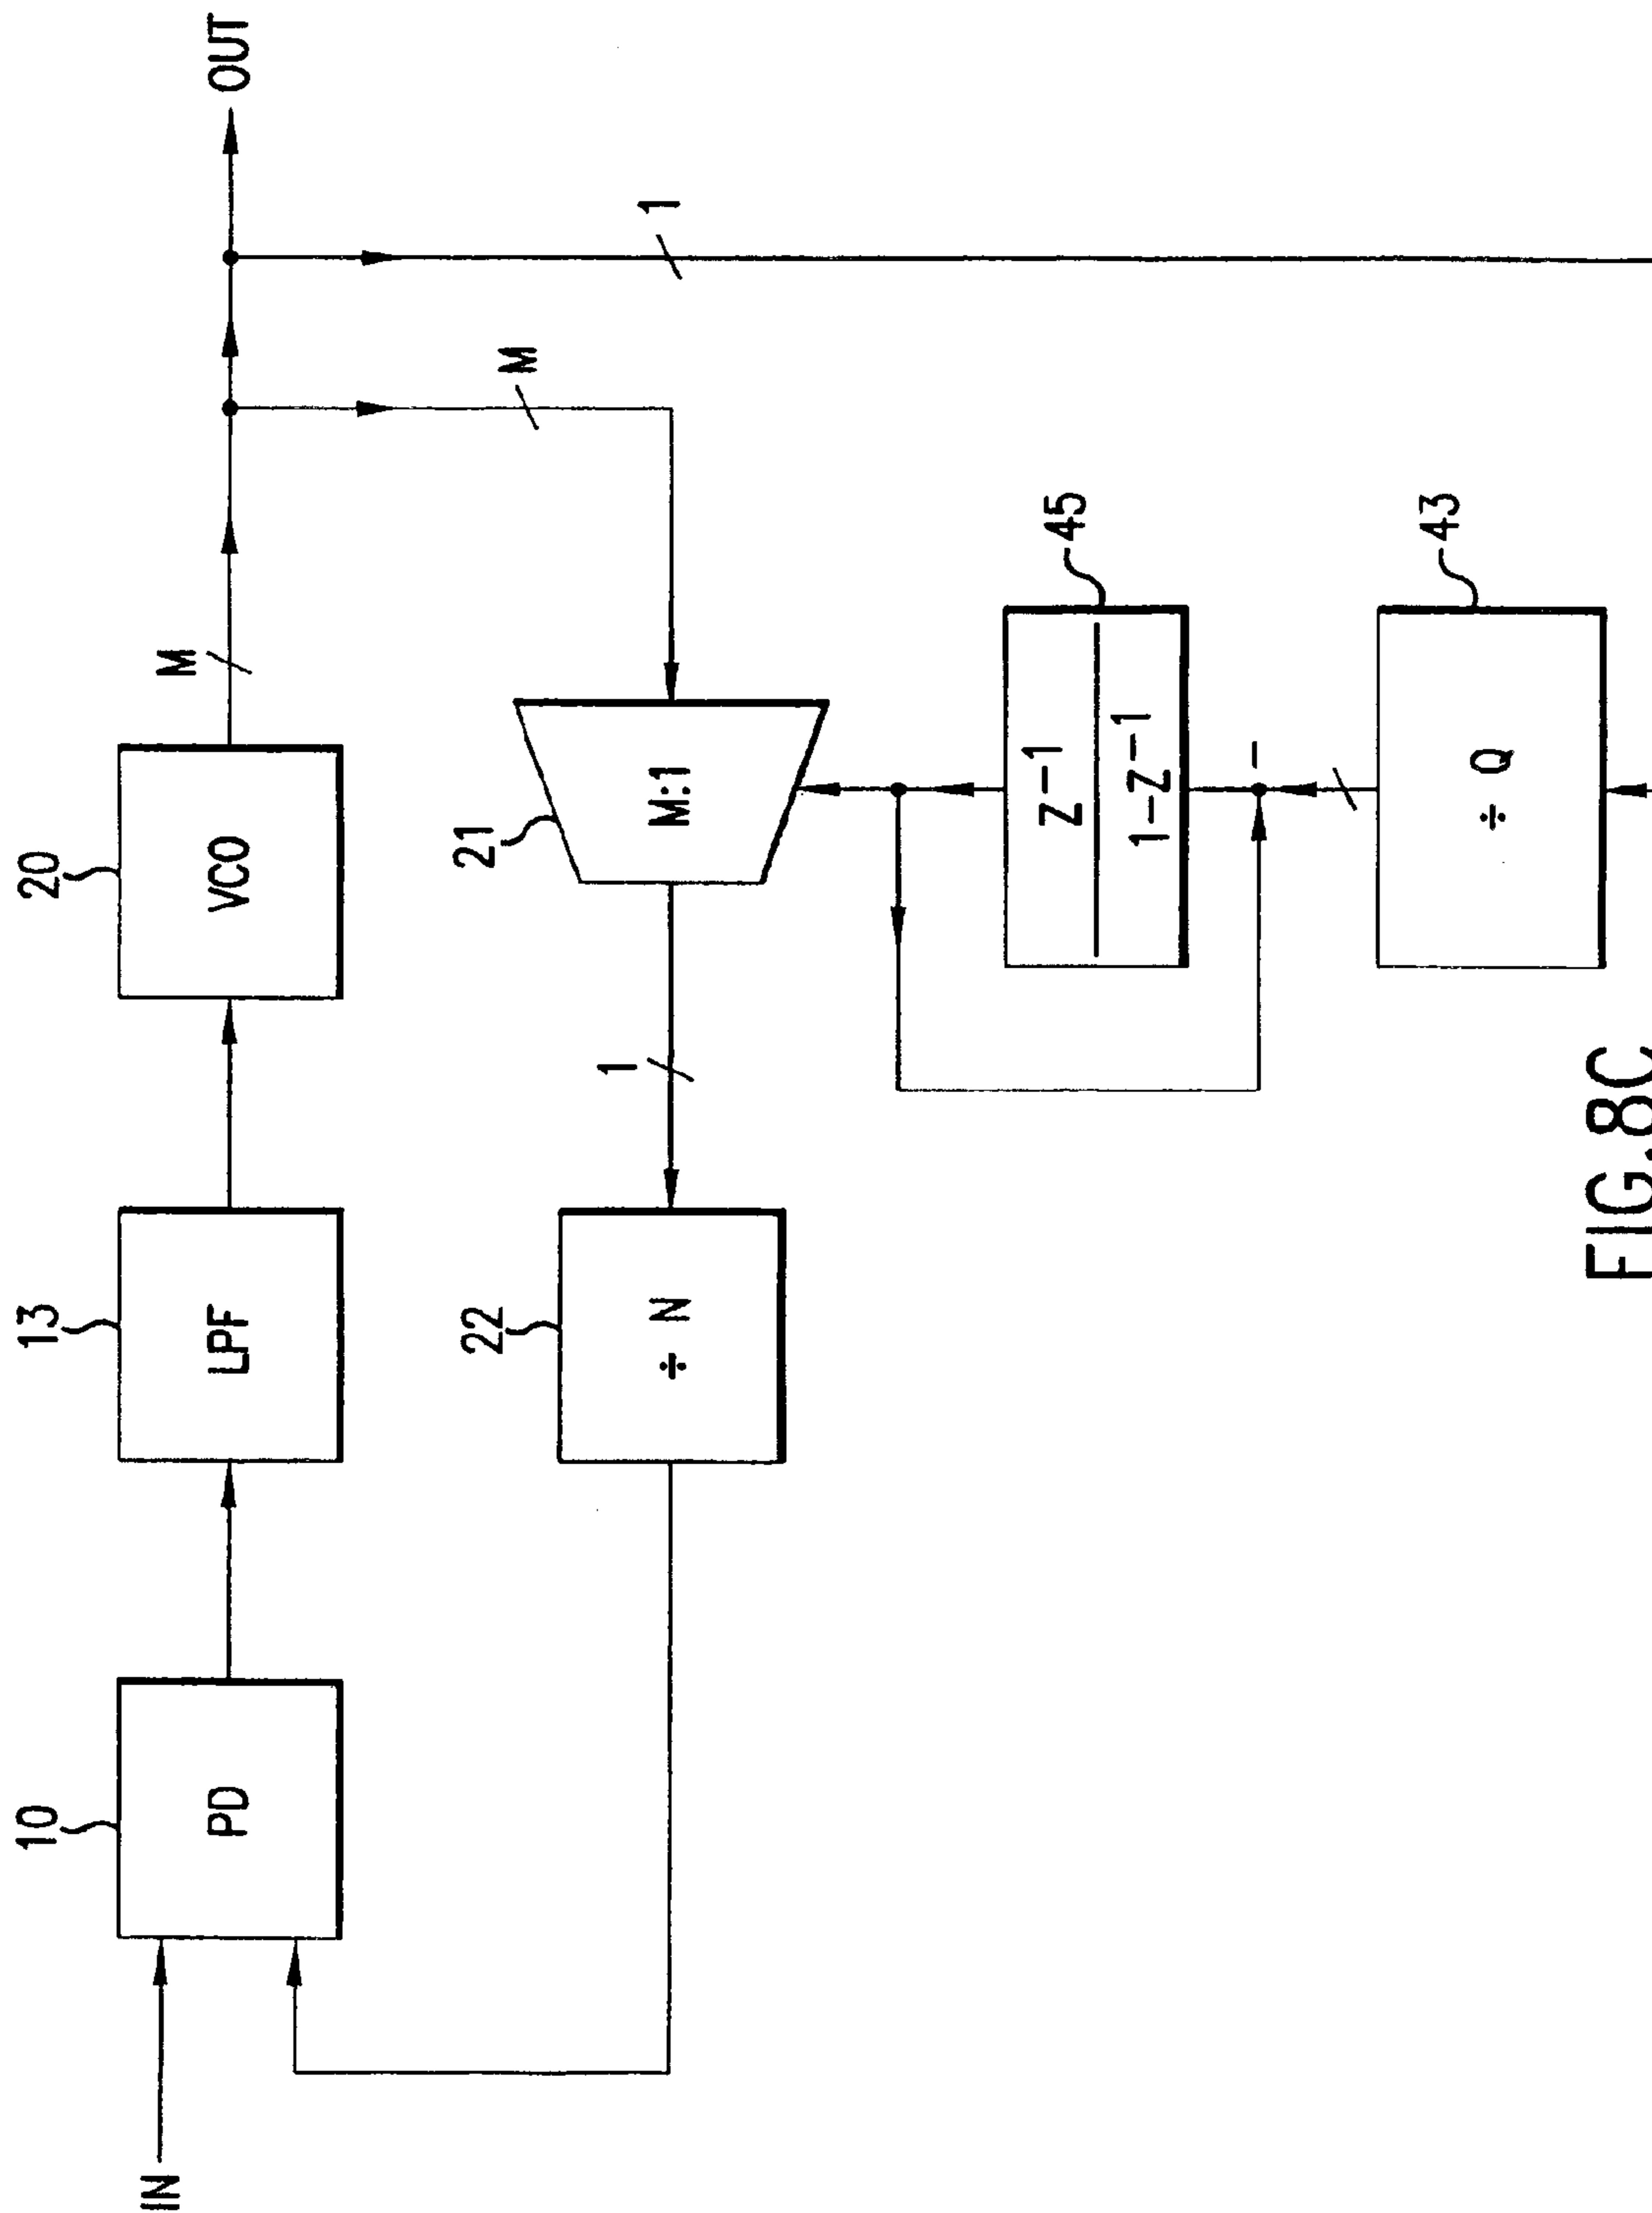 IN
10
PD
13
LPF
20
VCO
M
OUT
M
1
22
÷ N
1
21
M:1
45
z⁻¹
1−z⁻¹
−
43
÷ Q
FIG.8C